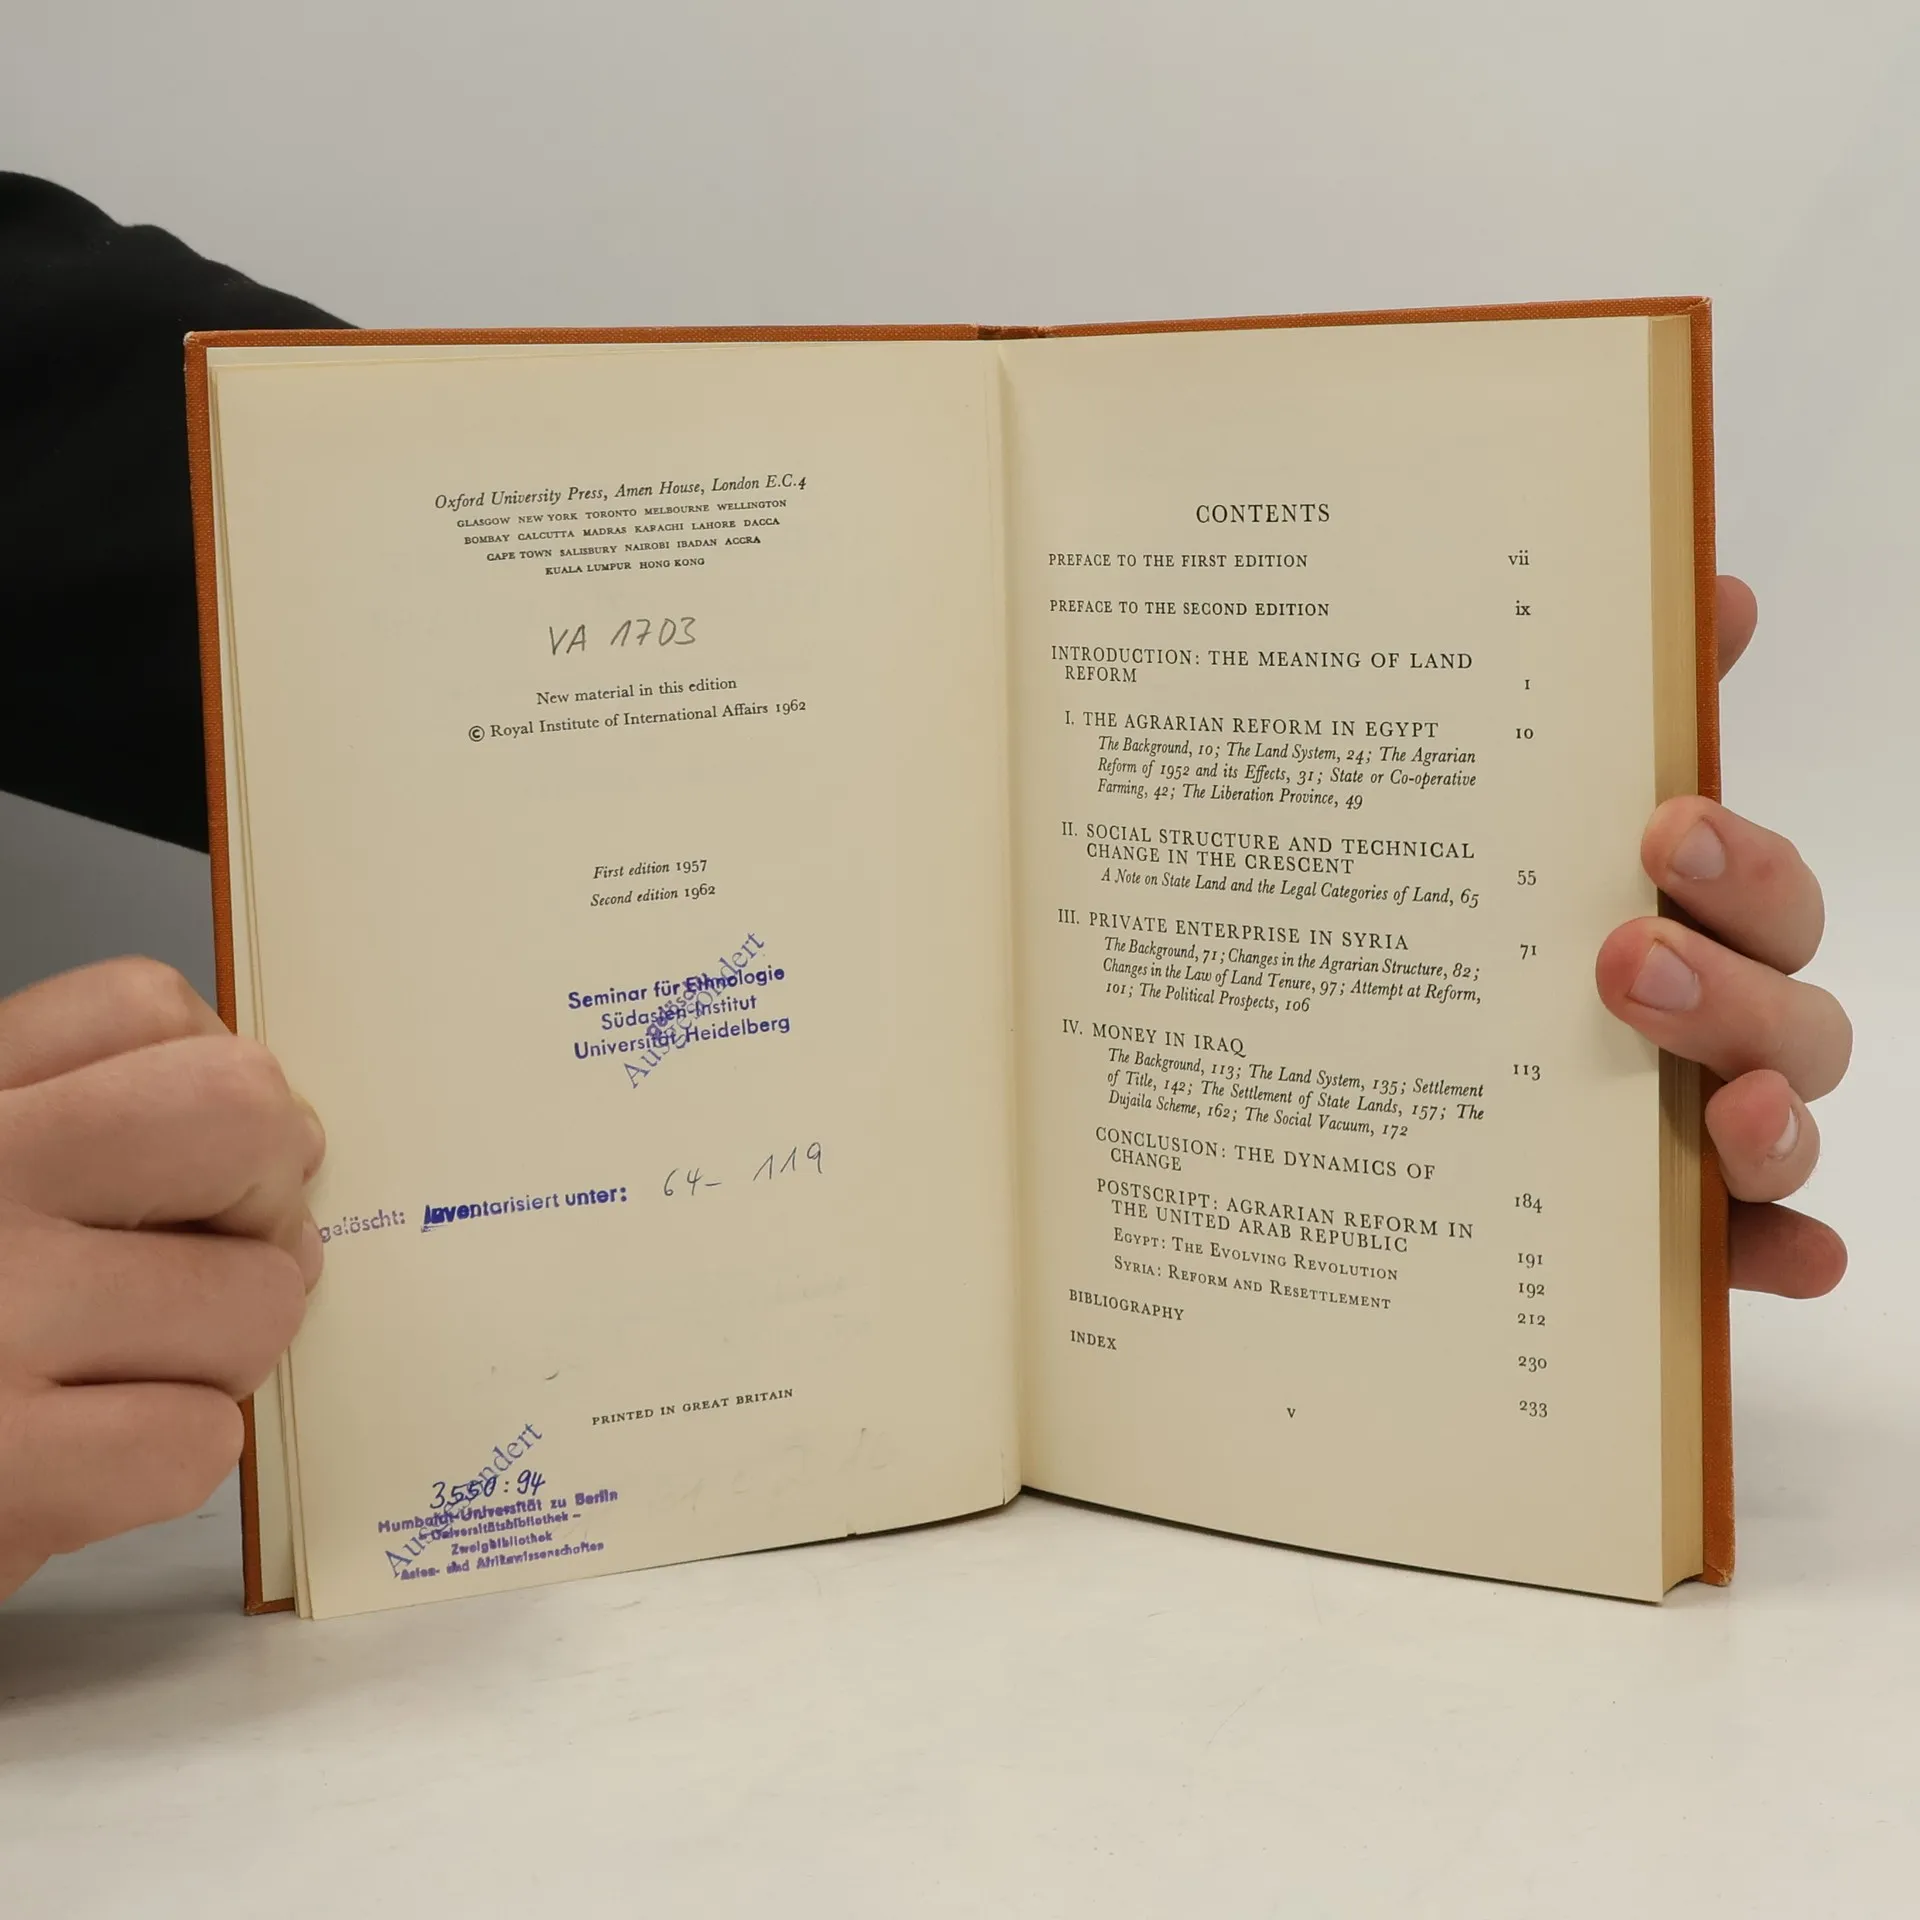 Oxford University Press, Amen House, London E.C.4
GLASGOW NEW YORK TORONTO MELBOURNE WELLINGTON
BOMBAY CALCUTTA MADRAS KARACHI LAHORE DACCA
CAPE TOWN SALISBURY NAIROBI IBADAN ACCRA
KUALA LUMPUR HONG KONG
VA 1703
New material in this edition
© Royal Institute of International Affairs 1962
First edition 1957
Second edition 1962
Ausgesondert
Seminar für Ethnologie
Südasien-Institut
Universität Heidelberg
gelöscht: Inventarisiert unter: 64-119
PRINTED IN GREAT BRITAIN
Ausgesondert
3550:94
Humboldt-Universität zu Berlin
- Universitätsbibliothek -
Zweigbibliothek
Asien- und Afrikawissenschaften
CONTENTS
PREFACE TO THE FIRST EDITION vii
PREFACE TO THE SECOND EDITION ix
INTRODUCTION: THE MEANING OF LAND
REFORM 1
I. THE AGRARIAN REFORM IN EGYPT 10
The Background, 10; The Land System, 24; The Agrarian
Reform of 1952 and its Effects, 31; State or Co-operative
Farming, 42; The Liberation Province, 49
II. SOCIAL STRUCTURE AND TECHNICAL
CHANGE IN THE CRESCENT 55
A Note on State Land and the Legal Categories of Land, 65
III. PRIVATE ENTERPRISE IN SYRIA 71
The Background, 71; Changes in the Agrarian Structure, 82;
Changes in the Law of Land Tenure, 97; Attempt at Reform,
101; The Political Prospects, 106
IV. MONEY IN IRAQ 113
The Background, 113; The Land System, 135; Settlement
of Title, 142; The Settlement of State Lands, 157; The
Dujaila Scheme, 162; The Social Vacuum, 172
CONCLUSION: THE DYNAMICS OF
CHANGE 184
POSTSCRIPT: AGRARIAN REFORM IN
THE UNITED ARAB REPUBLIC 191
EGYPT: THE EVOLVING REVOLUTION 192
SYRIA: REFORM AND RESETTLEMENT 212
BIBLIOGRAPHY 230
INDEX 233
v